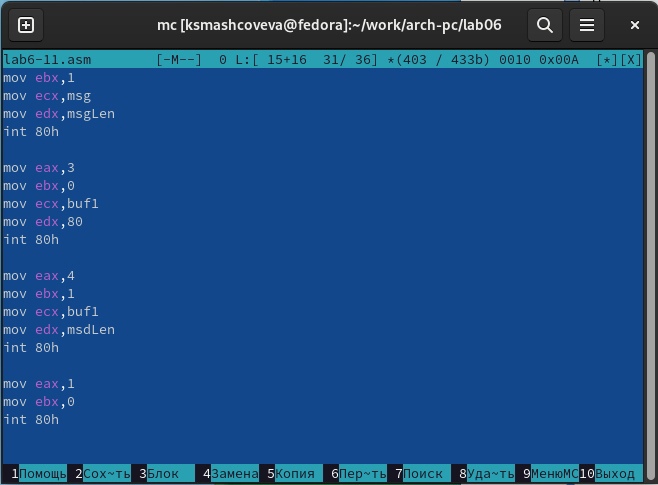 mc [ksmashcoveva@fedora]:~/work/arch-pc/lab06
lab6-11.asm [-M--] 0 L:[ 15+16 31/ 36] *(403 / 433b) 0010 0x00A [*][X]
mov ebx,1
mov ecx,msg
mov edx,msgLen
int 80h
mov eax,3
mov ebx,0
mov ecx,buf1
mov edx,80
int 80h
mov eax,4
mov ebx,1
mov ecx,buf1
mov edx,msdLen
int 80h
mov eax,1
mov ebx,0
int 80h
1Помощь 2Сох~ть 3Блок 4Замена 5Копия 6Пер~ть 7Поиск 8Уда~ть 9МенюMC 10Выход